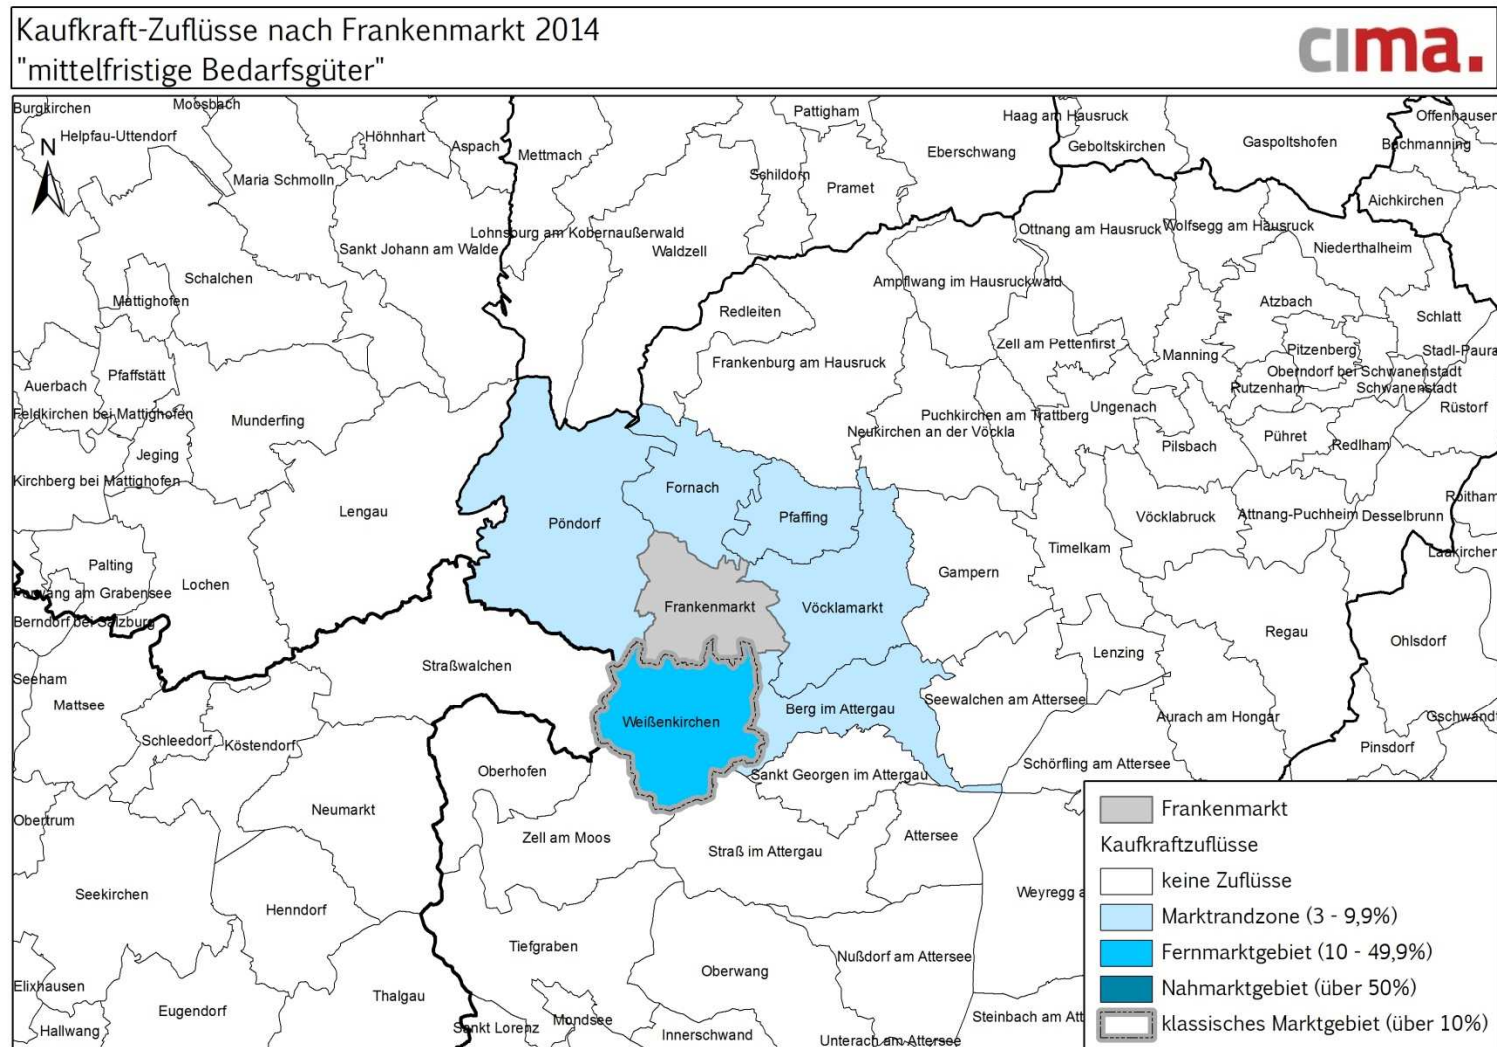 Kaufkraft-Zuflüsse nach Frankenmarkt 2014
"mittelfristige Bedarfsgüter"
cima.
Burgkirchen
Moosbach
Helpfau-Uttendorf
Höhnhart
Aspach
Mettmach
Pattigham
Haag am Hausruck
Geboltskirchen
Gaspoltshofen
Offenhausen
Bachmanning
Eberschwang
N
Maria Schmolln
Schildorn
Pramet
Aichkirchen
Lohnsburg am Kobernaußerwald
Ottnang am Hausruck
Wolfsegg am Hausruck
Sankt Johann am Walde
Waldzell
Niederthalheim
Schalchen
Ampflwang im Hausruckwald
Mattighofen
Atzbach
Redleiten
Schlatt
Zell am Pettenfirst
Manning
Pitzenberg
Stadl-Paura
Frankenburg am Hausruck
Pfaffstätt
Oberndorf bei Schwanenstadt
Auerbach
Rutzenham
Schwanenstadt
Feldkirchen bei Mattighofen
Munderfing
Puchkirchen am Trattberg
Ungenach
Rüstorf
Neukirchen an der Vöckla
Pilsbach
Pühret
Redlham
Jeging
Kirchberg bei Mattighofen
Fornach
Roitham
Lengau
Pöndorf
Pfaffing
Vöcklabruck
Attnang-Puchheim
Desselbrunn
Timelkam
Laakirchen
Palting
Lochen
Gampern
Perwang am Grabensee
Frankenmarkt
Vöcklamarkt
Berndorf bei Salzburg
Regau
Ohlsdorf
Lenzing
Straßwalchen
Seeham
Mattsee
Seewalchen am Attersee
Berg im Attergau
Weißenkirchen
Aurach am Hongar
Gschwandt
Schleedorf
Köstendorf
Pinsdorf
Schörfling am Attersee
Oberhofen
Sankt Georgen im Attergau
Neumarkt
Obertrum
Zell am Moos
Attersee
Straß im Attergau
Seekirchen
Weyregg a
Henndorf
Tiefgraben
Nußdorf am Attersee
Oberwang
Elixhausen
Thalgau
Eugendorf
Steinbach am Att
Hallwang
Sankt Lorenz
Mondsee
Innerschwand
Unterach am Attersee
Frankenmarkt
Kaufkraftzuflüsse
keine Zuflüsse
Marktrandzone (3 - 9,9%)
Fernmarktgebiet (10 - 49,9%)
Nahmarktgebiet (über 50%)
klassisches Marktgebiet (über 10%)